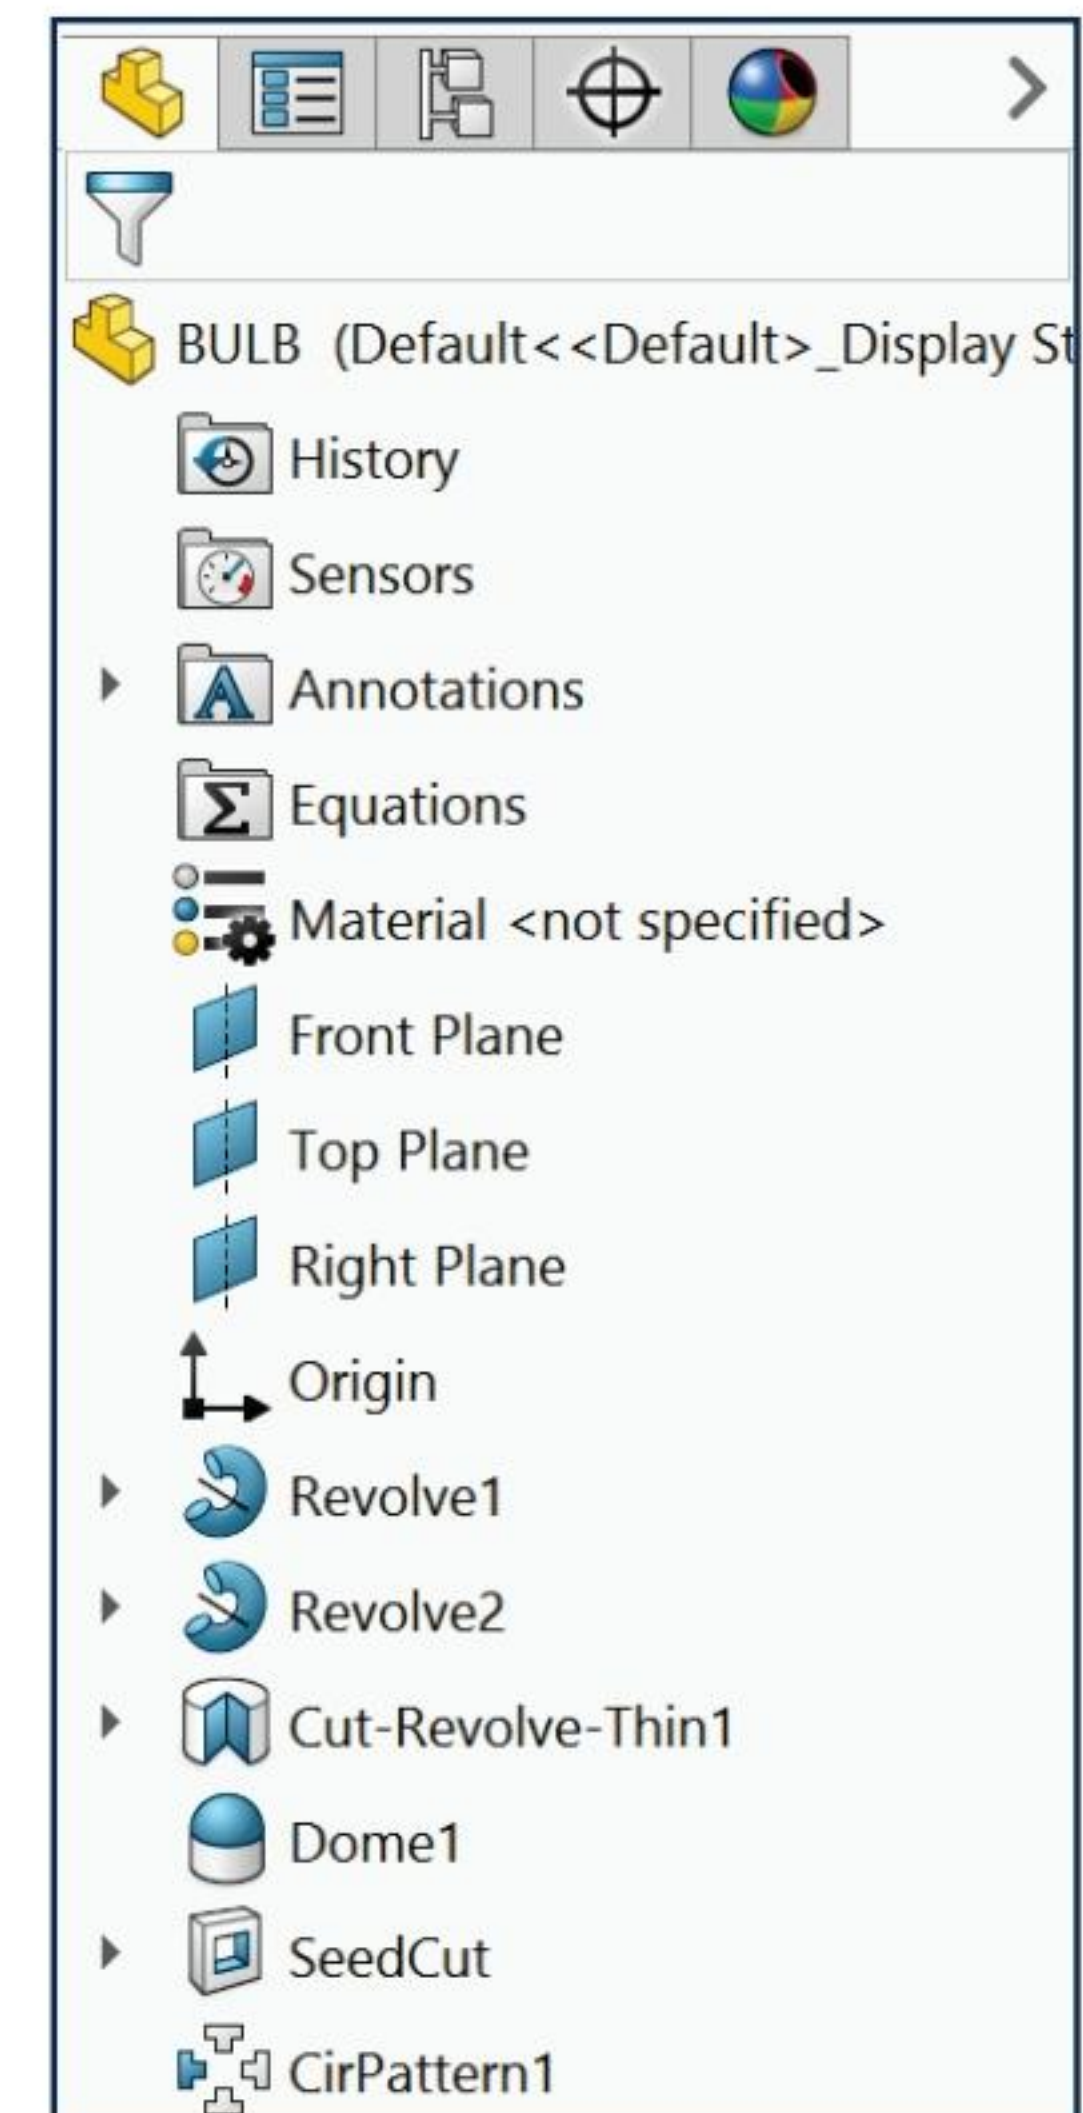 BULB (Default<<Default>_Display St
History
Sensors
Annotations
Equations
Material <not specified>
Front Plane
Top Plane
Right Plane
Origin
Revolve1
Revolve2
Cut-Revolve-Thin1
Dome1
SeedCut
CirPattern1